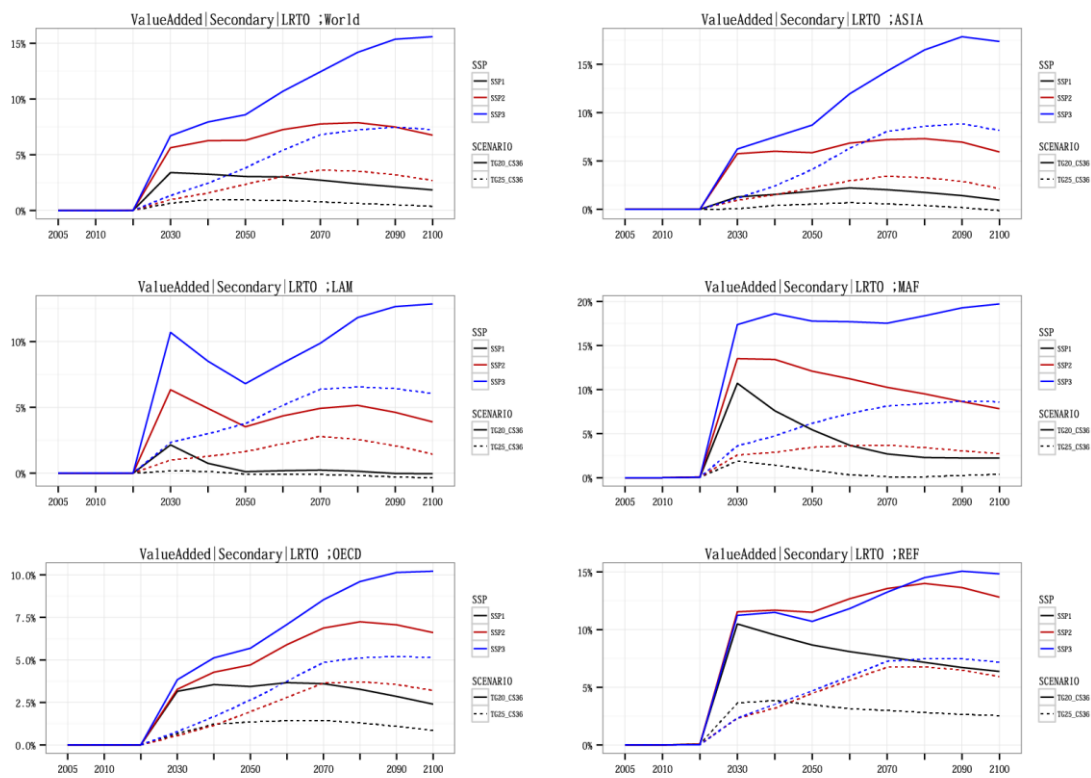 ValueAdded|Secondary|LRTO ;World
15%
10%
5%
0%
2005 2010 2030 2050 2070 2090 2100
SSP
SSP1
SSP2
SSP3
SCENARIO
TG20_CS36
TG25_CS36
ValueAdded|Secondary|LRTO ;ASIA
15%
10%
5%
0%
2005 2010 2030 2050 2070 2090 2100
SSP
SSP1
SSP2
SSP3
SCENARIO
TG20_CS36
TG25_CS36
ValueAdded|Secondary|LRTO ;LAM
10%
5%
0%
2005 2010 2030 2050 2070 2090 2100
SSP
SSP1
SSP2
SSP3
SCENARIO
TG20_CS36
TG25_CS36
ValueAdded|Secondary|LRTO ;MAF
20%
15%
10%
5%
0%
2005 2010 2030 2050 2070 2090 2100
SSP
SSP1
SSP2
SSP3
SCENARIO
TG20_CS36
TG25_CS36
ValueAdded|Secondary|LRTO ;OECD
10.0%
7.5%
5.0%
2.5%
0.0%
2005 2010 2030 2050 2070 2090 2100
SSP
SSP1
SSP2
SSP3
SCENARIO
TG20_CS36
TG25_CS36
ValueAdded|Secondary|LRTO ;REF
15%
10%
5%
0%
2005 2010 2030 2050 2070 2090 2100
SSP
SSP1
SSP2
SSP3
SCENARIO
TG20_CS36
TG25_CS36